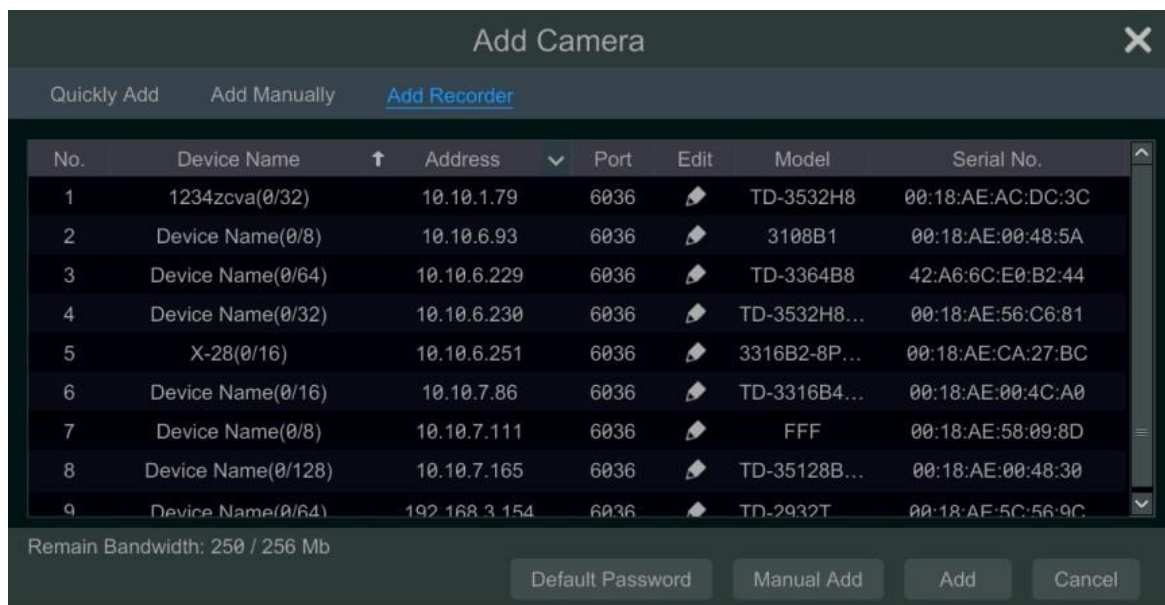 Add Camera
Quickly Add Add Manually Add Recorder
No. Device Name Address Port Edit Model Serial No.
1 1234zcva(0/32) 10.10.1.79 6036 TD-3532H8 00:18:AE:AC:DC:3C
2 Device Name(0/8) 10.10.6.93 6036 3108B1 00:18:AE:00:48:5A
3 Device Name(0/64) 10.10.6.229 6036 TD-3364B8 42:A6:6C:E0:B2:44
4 Device Name(0/32) 10.10.6.230 6036 TD-3532H8... 00:18:AE:56:C6:81
5 X-28(0/16) 10.10.6.251 6036 3316B2-8P... 00:18:AE:CA:27:BC
6 Device Name(0/16) 10.10.7.86 6036 TD-3316B4... 00:18:AE:00:4C:A0
7 Device Name(0/8) 10.10.7.111 6036 FFF 00:18:AE:58:09:8D
8 Device Name(0/128) 10.10.7.165 6036 TD-35128B... 00:18:AE:00:48:30
9 Device Name(0/64) 192.168.3.154 6036 TD-2932T 00:18:AE:5C:56:9C
Remain Bandwidth: 250 / 256 Mb
Default Password Manual Add Add Cancel